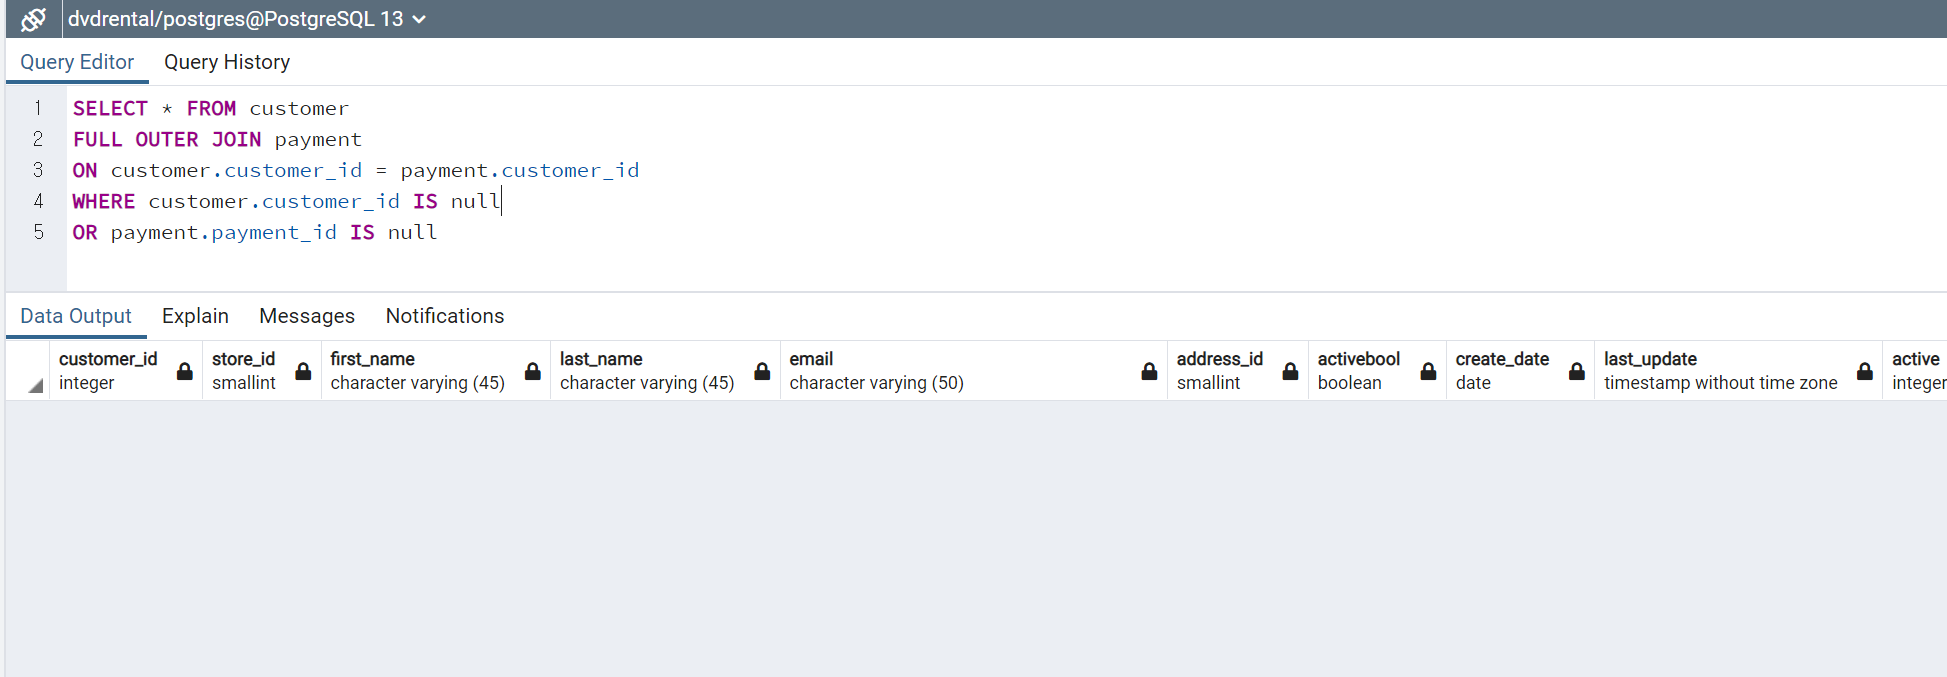 dvdrental/postgres@PostgreSQL 13
Query Editor Query History
1 SELECT * FROM customer
2 FULL OUTER JOIN payment
3 ON customer.customer_id = payment.customer_id
4 WHERE customer.customer_id IS null
5 OR payment.payment_id IS null
Data Output Explain Messages Notifications
customer_id store_id first_name last_name email address_id activebool create_date last_update active
integer smallint character varying (45) character varying (45) character varying (50) smallint boolean date timestamp without time zone integer